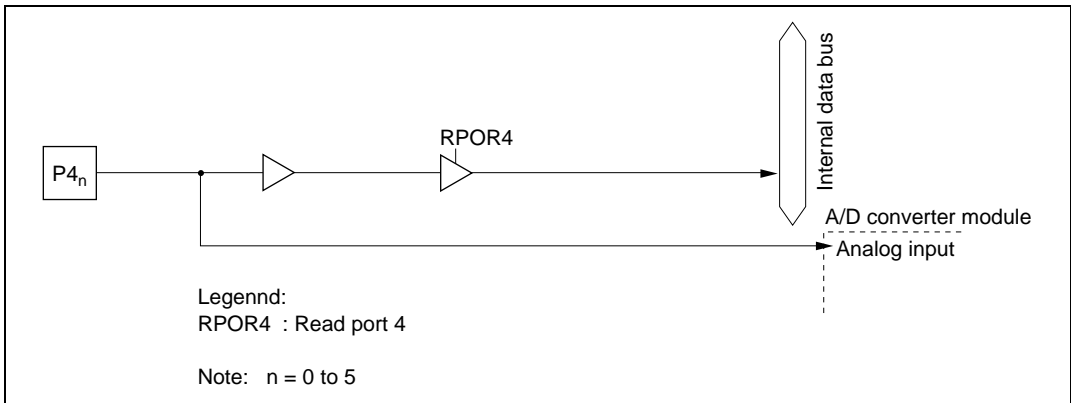 Internal data bus
RPOR4
P4n
A/D converter module
Analog input
Legennd:
RPOR4 : Read port 4
Note: n = 0 to 5